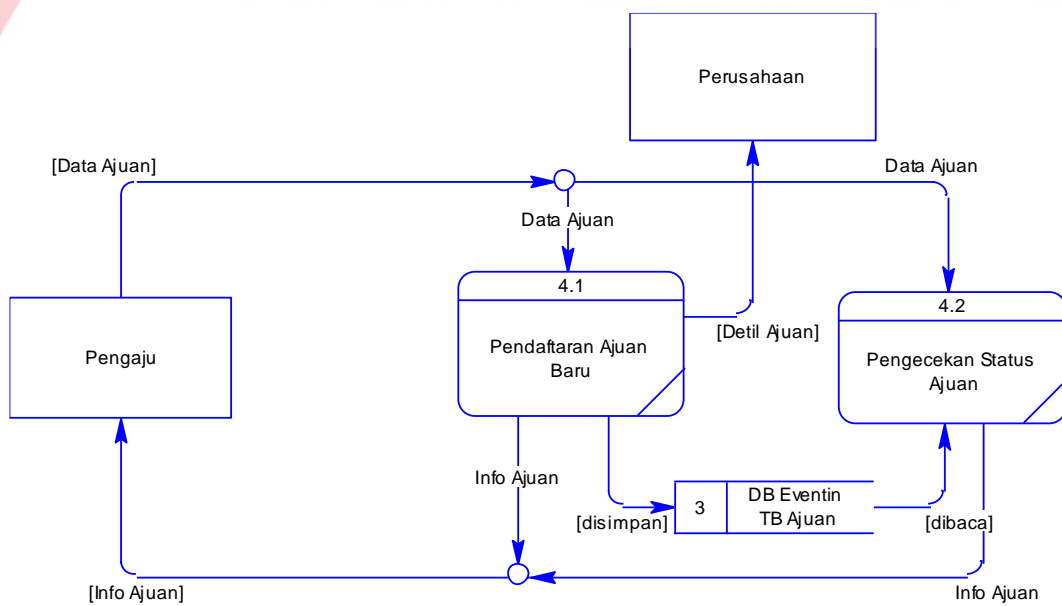 Perusahaan
[Data Ajuan]
Data Ajuan
Data Ajuan
4.1
4.2
[Detil Ajuan]
Pengaju
Pendaftaran Ajuan
Baru
Pengecekan Status
Ajuan
Info Ajuan
3
DB Eventin
TB Ajuan
[disimpan]
[dibaca]
[Info Ajuan]
Info Ajuan